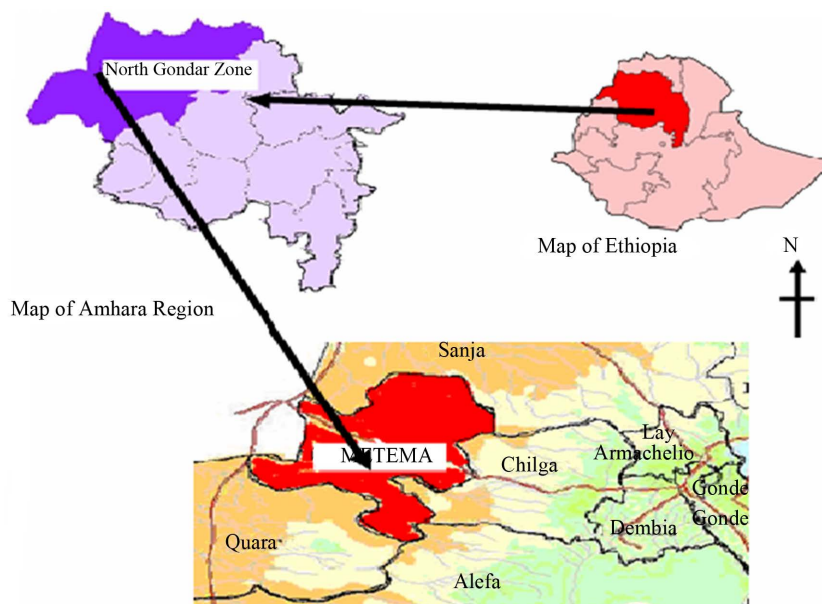 North Gondar Zone
Map of Ethiopia
N
Map of Amhara Region
Sanja
METEMA
Chilga
Lay
Armachelio
Gonde
Gonde
Dembia
Quara
Alefa